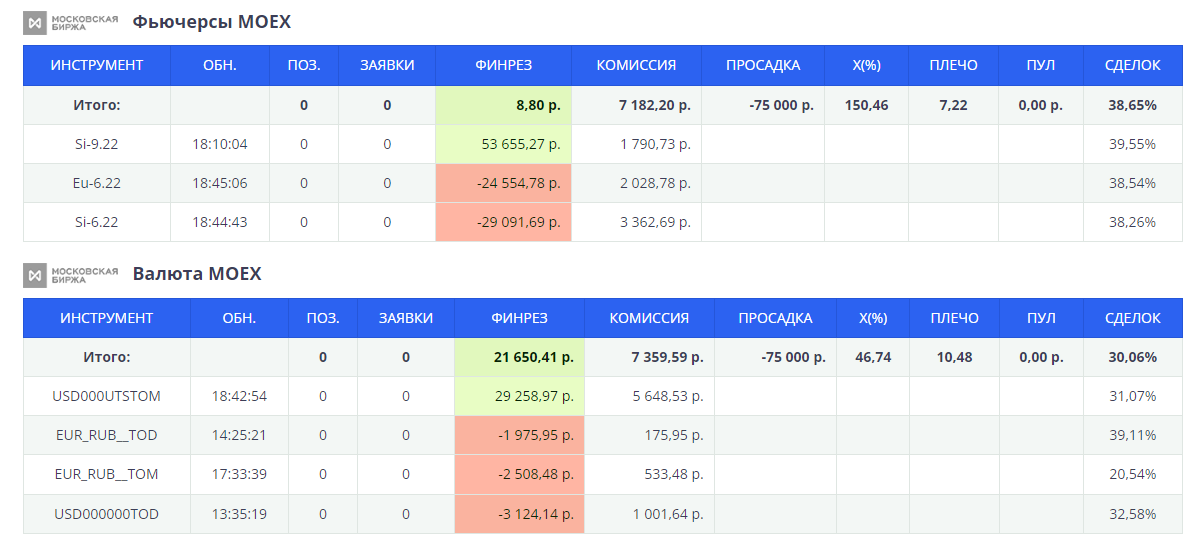 МОСКОВСКАЯ БИРЖА Фьючерсы MOEX
ИНСТРУМЕНТ ОБН. ПОЗ. ЗАЯВКИ ФИНРЕЗ КОМИССИЯ ПРОСАДКА X(%) ПЛЕЧО ПУЛ СДЕЛОК
Итого: 0 0 8,80 р. 7 182,20 р. -75 000 р. 150,46 7,22 0,00 р. 38,65%
Si-9.22 18:10:04 0 0 53 655,27 р. 1 790,73 р. 39,55%
Eu-6.22 18:45:06 0 0 -24 554,78 р. 2 028,78 р. 38,54%
Si-6.22 18:44:43 0 0 -29 091,69 р. 3 362,69 р. 38,26%
МОСКОВСКАЯ БИРЖА Валюта MOEX
ИНСТРУМЕНТ ОБН. ПОЗ. ЗАЯВКИ ФИНРЕЗ КОМИССИЯ ПРОСАДКА X(%) ПЛЕЧО ПУЛ СДЕЛОК
Итого: 0 0 21 650,41 р. 7 359,59 р. -75 000 р. 46,74 10,48 0,00 р. 30,06%
USD000UTSTOM 18:42:54 0 0 29 258,97 р. 5 648,53 р. 31,07%
EUR_RUB__TOD 14:25:21 0 0 -1 975,95 р. 175,95 р. 39,11%
EUR_RUB__TOM 17:33:39 0 0 -2 508,48 р. 533,48 р. 20,54%
USD000000TOD 13:35:19 0 0 -3 124,14 р. 1 001,64 р. 32,58%